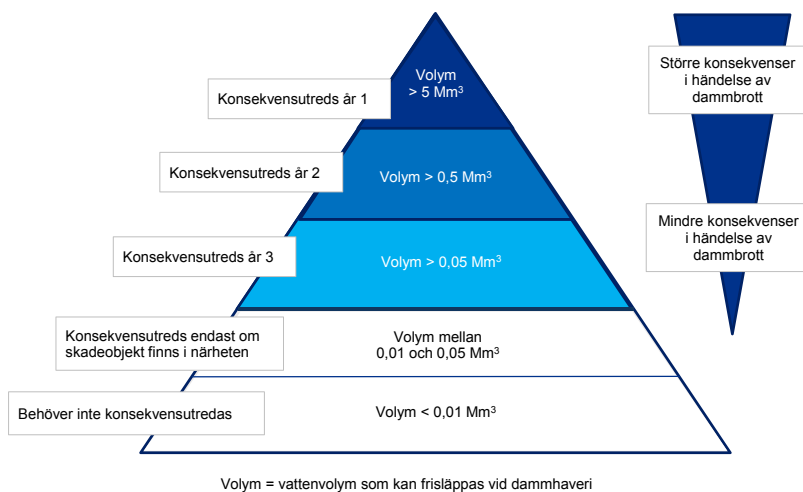 Volym
> 5 Mm³
Konsekvensutreds år 1
Större konsekvenser
i händelse av
dammbrott
Konsekvensutreds år 2
Volym > 0,5 Mm³
Mindre konsekvenser
i händelse av
dammbrott
Konsekvensutreds år 3
Volym > 0,05 Mm³
Konsekvensutreds endast om
skadeobjekt finns i närheten
Volym mellan
0,01 och 0,05 Mm³
Behöver inte konsekvensutredas
Volym < 0,01 Mm³
Volym = vattenvolym som kan frisläppas vid dammhaveri